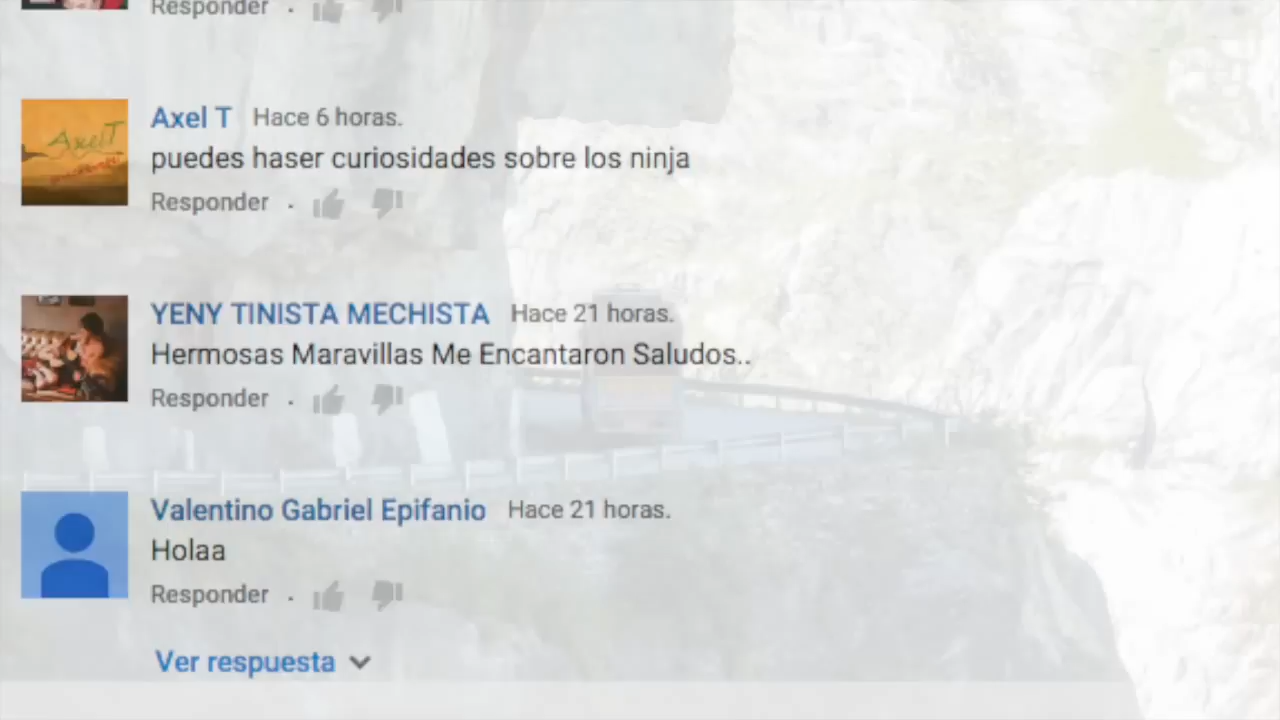 Responder .
Axel T Hace 6 horas.
AxelT
puedes haser curiosidades sobre los ninja
Responder .
YENY TINISTA MECHISTA Hace 21 horas.
Hermosas Maravillas Me Encantaron Saludos..
Responder .
Valentino Gabriel Epifanio Hace 21 horas.
Holaa
Responder .
Ver respuesta